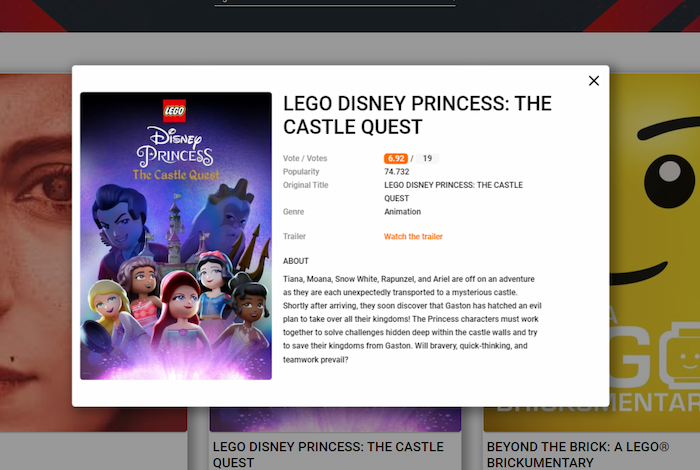 LEGO DISNEY PRINCESS: THE
CASTLE QUEST
LEGO
Disney
PRINCESS
The Castle Quest
Vote / Votes 6.92 / 19
Popularity 74.732
Original Title LEGO DISNEY PRINCESS: THE CASTLE
QUEST
Genre Animation
Trailer Watch the trailer
ABOUT
Tiana, Moana, Snow White, Rapunzel, and Ariel are off on an adventure
as they are each unexpectedly transported to a mysterious castle.
Shortly after arriving, they soon discover that Gaston has hatched an evil
plan to take over all their kingdoms! The Princess characters must work
together to solve challenges hidden deep within the castle walls and try
to save their kingdoms from Gaston. Will bravery, quick-thinking, and
teamwork prevail?
LEGO DISNEY PRINCESS: THE CASTLE
QUEST
BEYOND THE BRICK: A LEGO®
BRICKUMENTARY